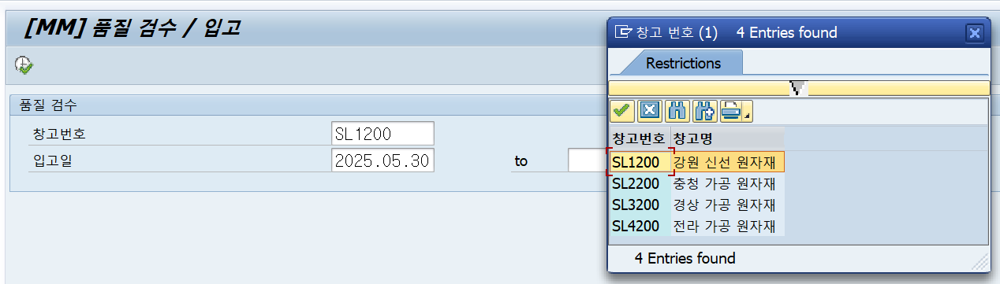 [MM] 품질 검수 / 입고
품질 검수
창고번호 SL1200
입고일 2025.05.30 to
창고 번호 (1) 4 Entries found
Restrictions
창고번호 창고명
SL1200 강원 신선 원자재
SL2200 충청 가공 원자재
SL3200 경상 가공 원자재
SL4200 전라 가공 원자재
4 Entries found